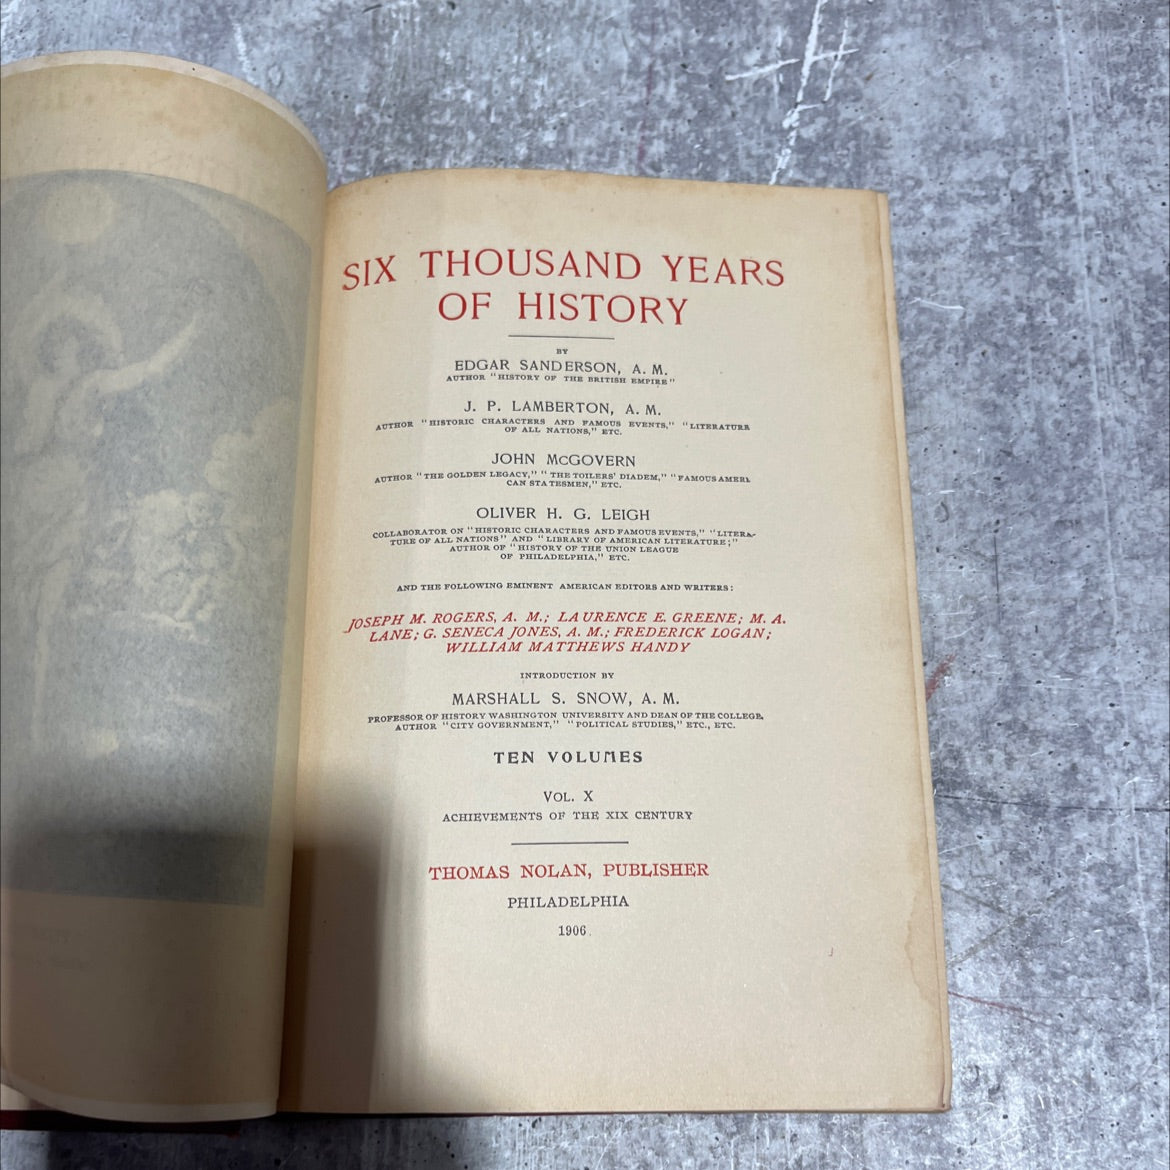 SIX THOUSAND YEARS
OF HISTORY
BY
EDGAR SANDERSON, A. M.
AUTHOR "HISTORY OF THE BRITISH EMPIRE"
J. P. LAMBERTON, A. M.
AUTHOR "HISTORIC CHARACTERS AND FAMOUS EVENTS," "LITERATURE
OF ALL NATIONS," ETC.
JOHN McGOVERN
AUTHOR "THE GOLDEN LEGACY," "THE TOILERS' DIADEM," "FAMOUS AMERI
CAN STATESMEN," ETC.
OLIVER H. G. LEIGH
COLLABORATOR ON "HISTORIC CHARACTERS AND FAMOUS EVENTS," "LITERA-
TURE OF ALL NATIONS" AND "LIBRARY OF AMERICAN LITERATURE;"
AUTHOR OF "HISTORY OF THE UNION LEAGUE
OF PHILADELPHIA," ETC.
AND THE FOLLOWING EMINENT AMERICAN EDITORS AND WRITERS:
JOSEPH M. ROGERS, A. M.; LAURENCE E. GREENE; M. A.
LANE; G. SENECA JONES, A. M.; FREDERICK LOGAN;
WILLIAM MATTHEWS HANDY
INTRODUCTION BY
MARSHALL S. SNOW, A. M.
PROFESSOR OF HISTORY WASHINGTON UNIVERSITY AND DEAN OF THE COLLEGE,
AUTHOR "CITY GOVERNMENT," "POLITICAL STUDIES," ETC., ETC.
TEN VOLUMES
VOL. X
ACHIEVEMENTS OF THE XIX CENTURY
THOMAS NOLAN, PUBLISHER
PHILADELPHIA
1906.